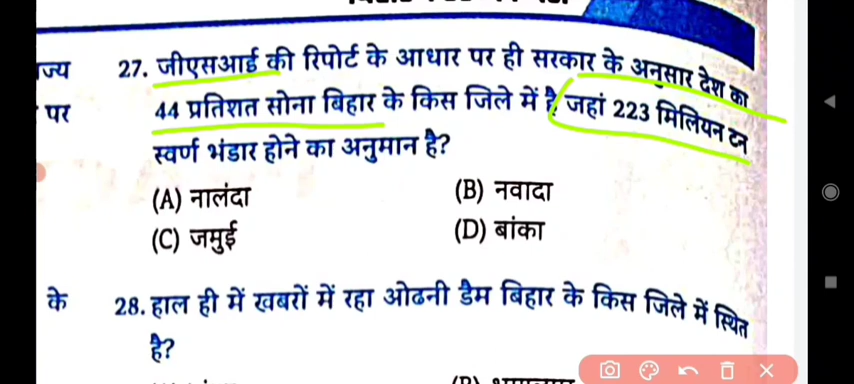 ज्य
27. जीएसआई की रिपोर्ट के आधार पर ही सरकार के अनुसार देश का
पर
44 प्रतिशत सोना बिहार के किस जिले में है जहां 223 मिलियन टन
स्वर्ण भंडार होने का अनुमान है?
(A) नालंदा (B) नवादा
(C) जमुई (D) बांका
के
28. हाल ही में खबरों में रहा ओढनी डैम बिहार के किस जिले में स्थित
है?